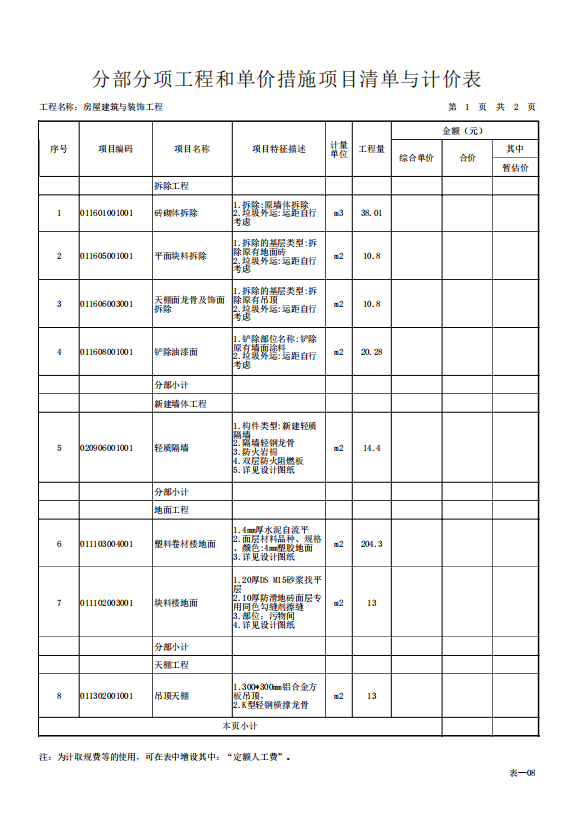 分部分项工程和单价措施项目清单与计价表
工程名称: 房屋建筑与装饰工程 第 1 页 共 2 页
序号 项目编码 项目名称 项目特征描述 计量单位 工程量 金额（元）
综合单价 合价 其中
暂估价
拆除工程
1 011601001001 砖砌体拆除 1.拆除:原墙体拆除 m3 38.01
2.垃圾外运:运距自行
考虑
2 011605001001 平面块料拆除 1.拆除的基层类型:拆 m2 10.8
除原有地面砖
2.垃圾外运:运距自行
考虑
3 011606003001 天棚面龙骨及饰面拆除 1.拆除的基层类型:拆 m2 10.8
除原有吊顶
2.垃圾外运:运距自行
考虑
4 011608001001 铲除油漆面 1.铲除部位名称:铲除 m2 20.28
原有墙面涂料
2.垃圾外运:运距自行
考虑
分部小计
新建墙体工程
5 020906001001 轻质隔墙 1.构件类型:新建轻质 m2 14.4
隔墙
2.隔墙轻钢龙骨
3.防火岩棉
4.双层防火阻燃板
5.详见设计图纸
分部小计
地面工程
6 011103004001 塑料卷材楼地面 1.4mm厚水泥自流平 m2 204.3
2.面层材料品种、规格
、颜色:4mm塑胶地面
3.详见设计图纸
7 011102003001 块料楼地面 1.20厚DS M15砂浆找平 m2 13
层
2.10厚防滑地砖面层专
用同色勾缝剂擦缝
3.部位: 污物间
4.详见设计图纸
分部小计
天棚工程
8 011302001001 吊顶天棚 1.300*300mm铝合金方 m2 13
板吊顶,
2.K型轻钢横撑龙骨
本页小计
注: 为计取规费等的使用, 可在表中增设其中: “定额人工费”。
表—08